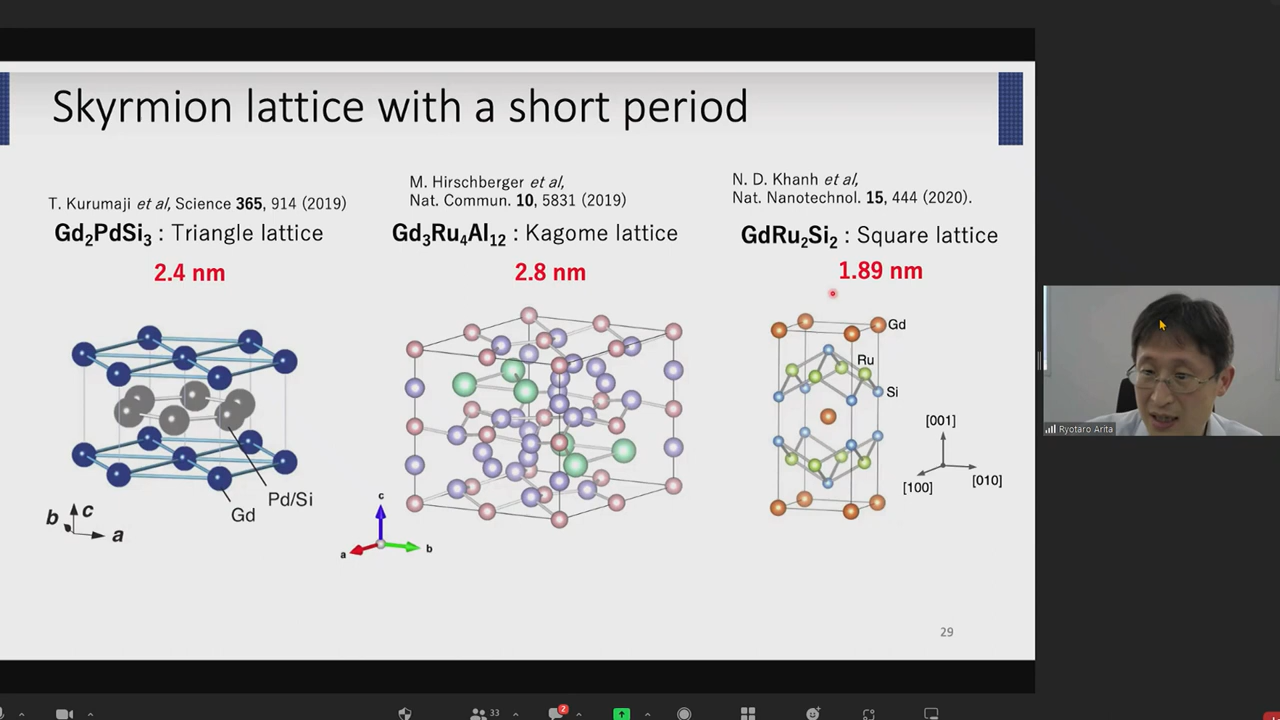 Skyrmion lattice with a short period
T. Kurumaji et al, Science 365, 914 (2019)
Gd₂PdSi₃ : Triangle lattice
2.4 nm
M. Hirschberger et al,
Nat. Commun. 10, 5831 (2019)
Gd₃Ru₄Al₁₂ : Kagome lattice
2.8 nm
N. D. Khanh et al,
Nat. Nanotechnol. 15, 444 (2020).
GdRu₂Si₂ : Square lattice
1.89 nm
Pd/Si
Gd
b
c
a
c
a
b
Gd
Ru
Si
[001]
[100]
[010]
29
Ryotaro Arita
33
2